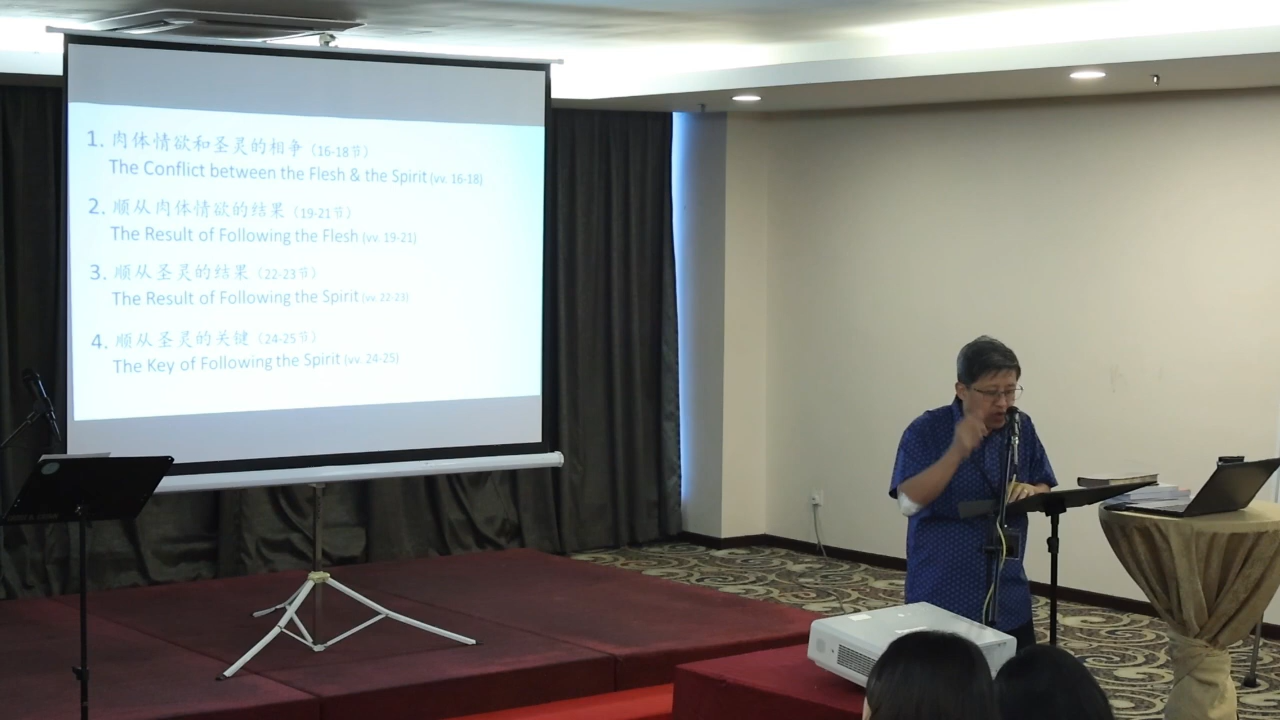 1. 肉体情欲和圣灵的相争（16-18节）
The Conflict between the Flesh & the Spirit (vv. 16-18)
2. 顺从肉体情欲的结果（19-21节）
The Result of Following the Flesh (vv. 19-21)
3. 顺从圣灵的结果（22-23节）
The Result of Following the Spirit (vv. 22-23)
4. 顺从圣灵的关键（24-25节）
The Key of Following the Spirit (vv. 24-25)